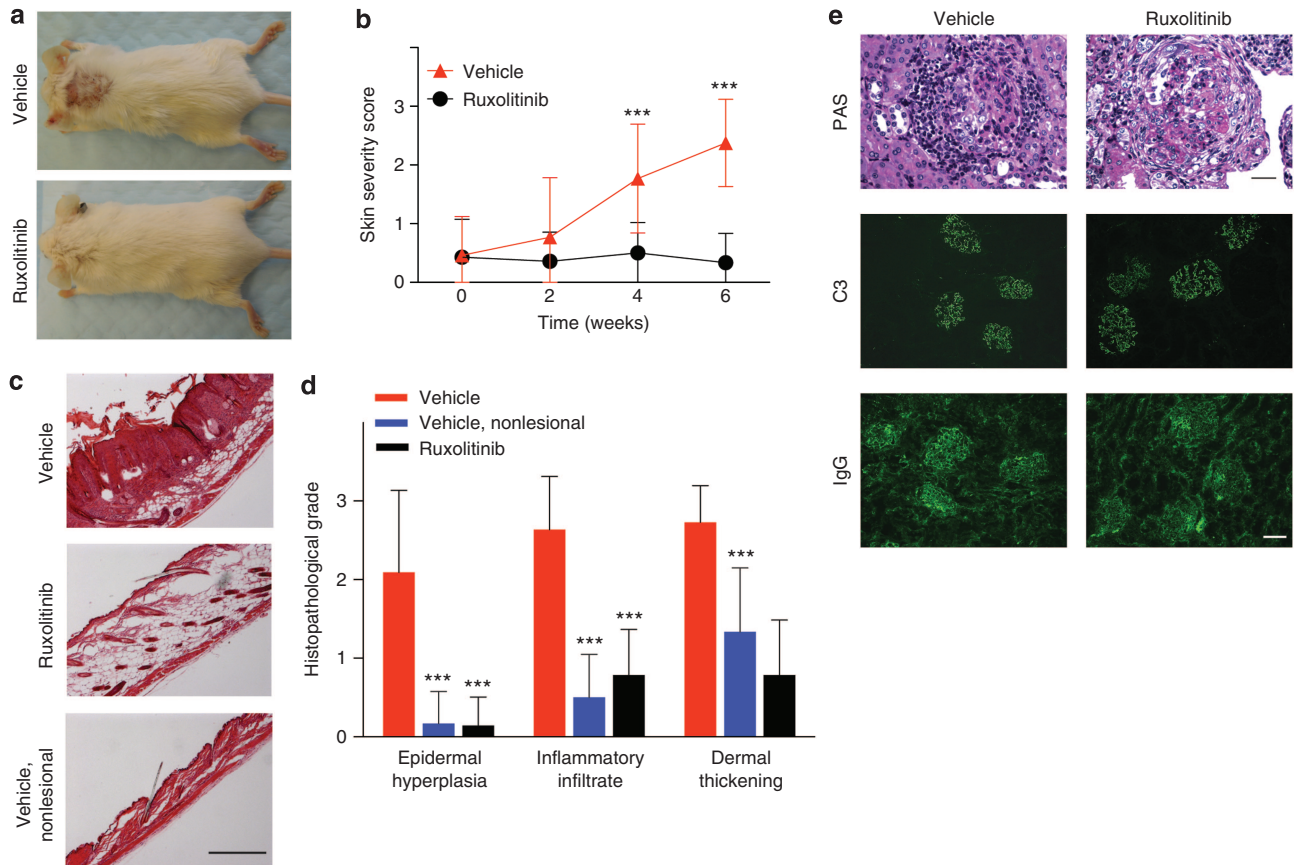 a
Vehicle
Ruxolitinib
b
Skin severity score
3
2
1
0
Vehicle
Ruxolitinib
***
***
0 2 4 6
Time (weeks)
c
Vehicle
Ruxolitinib
Vehicle,
nonlesional
d
Vehicle
Vehicle, nonlesional
Ruxolitinib
Histopathological grade
3
2
1
0
*** ***
*** ***
***
Epidermal
hyperplasia
Inflammatory
infiltrate
Dermal
thickening
e
Vehicle Ruxolitinib
PAS
C3
IgG